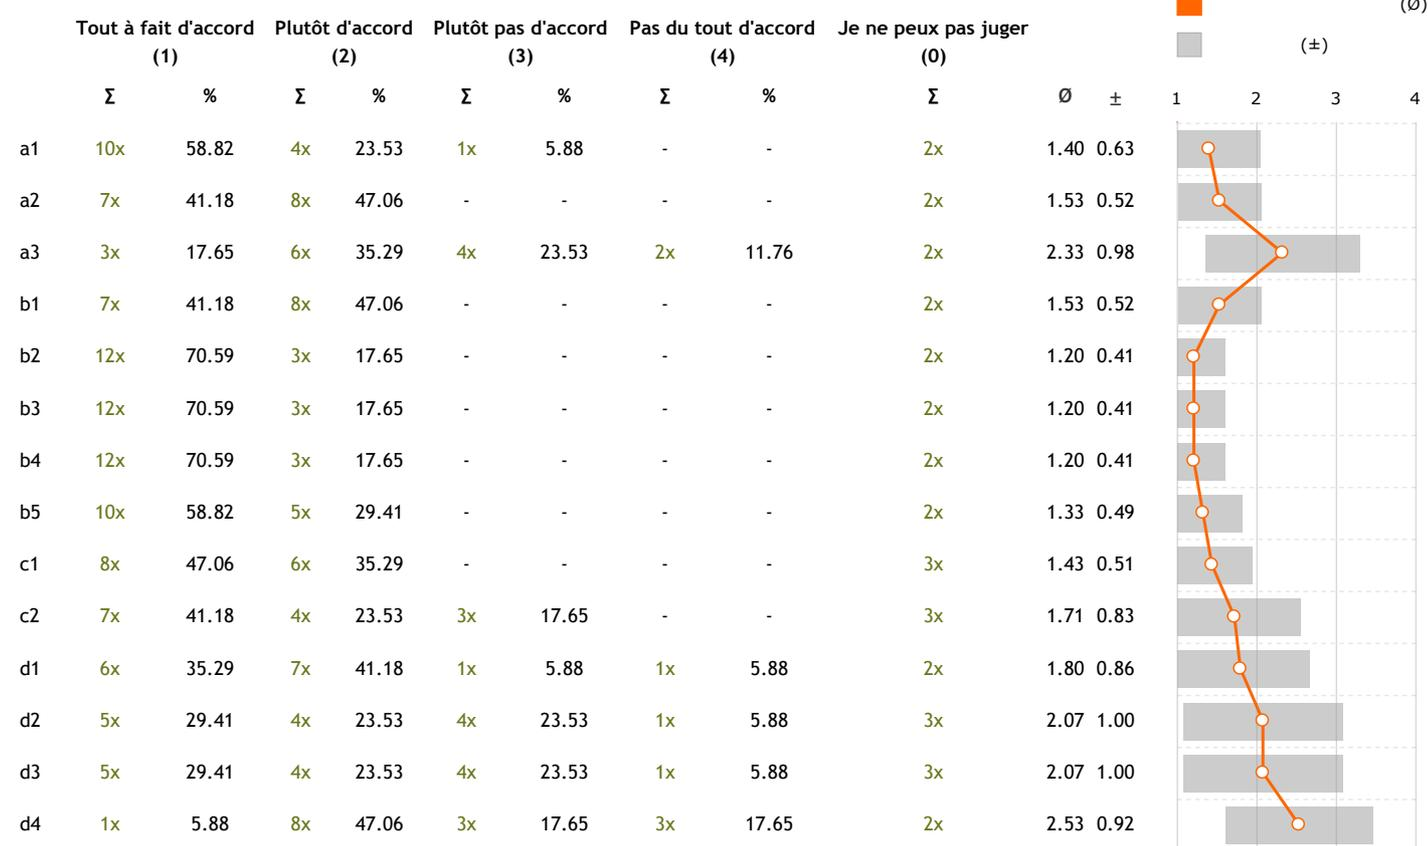 (Ø)
Tout à fait d'accord Plutôt d'accord Plutôt pas d'accord Pas du tout d'accord Je ne peux pas juger
(1) (2) (3) (4) (0) (±)
Σ % Σ % Σ % Σ % Σ Ø ± 1 2 3 4
a1 10x 58.82 4x 23.53 1x 5.88 - - 2x 1.40 0.63
a2 7x 41.18 8x 47.06 - - - - 2x 1.53 0.52
a3 3x 17.65 6x 35.29 4x 23.53 2x 11.76 2x 2.33 0.98
b1 7x 41.18 8x 47.06 - - - - 2x 1.53 0.52
b2 12x 70.59 3x 17.65 - - - - 2x 1.20 0.41
b3 12x 70.59 3x 17.65 - - - - 2x 1.20 0.41
b4 12x 70.59 3x 17.65 - - - - 2x 1.20 0.41
b5 10x 58.82 5x 29.41 - - - - 2x 1.33 0.49
c1 8x 47.06 6x 35.29 - - - - 3x 1.43 0.51
c2 7x 41.18 4x 23.53 3x 17.65 - - 3x 1.71 0.83
d1 6x 35.29 7x 41.18 1x 5.88 1x 5.88 2x 1.80 0.86
d2 5x 29.41 4x 23.53 4x 23.53 1x 5.88 3x 2.07 1.00
d3 5x 29.41 4x 23.53 4x 23.53 1x 5.88 3x 2.07 1.00
d4 1x 5.88 8x 47.06 3x 17.65 3x 17.65 2x 2.53 0.92